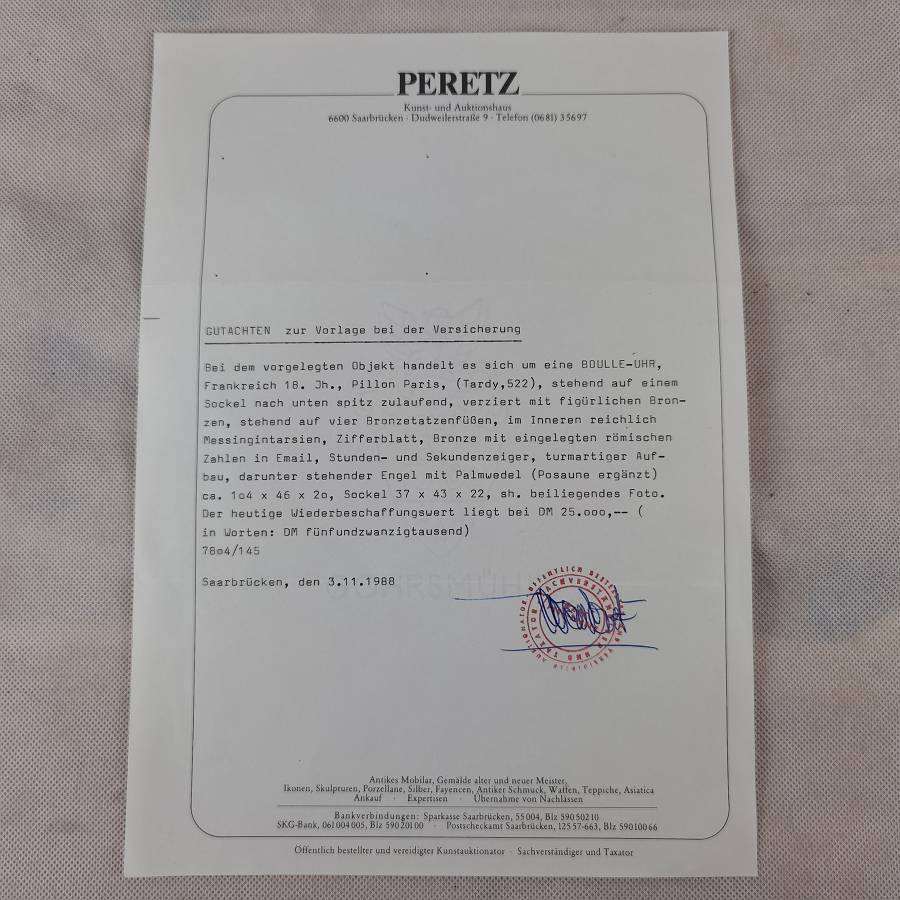 PERETZ
Kunst- und Auktionshaus
6600 Saarbrücken · Dudweilerstraße 9 · Telefon (0681) 35697
GUTACHTEN zur Vorlage bei der Versicherung
Bei dem vorgelegten Objekt handelt es sich um eine BOULLE-UHR,
Frankreich 18. Jh., Pillon Paris, (Tardy,522), stehend auf einem
Sockel nach unten spitz zulaufend, verziert mit figürlichen Bron-
zen, stehend auf vier Bronzetatzenfüßen, im Inneren reichlich
Messingintarsien, Zifferblatt, Bronze mit eingelegten römischen
Zahlen in Email, Stunden- und Sekundenzeiger, turmartiger Auf-
bau, darunter stehender Engel mit Palmwedel (Posaune ergänzt)
ca. 1o4 x 46 x 2o, Sockel 37 x 43 x 22, sh. beiliegendes Foto.
Der heutige Wiederbeschaffungswert liegt bei DM 25.ooo,-- (
in Worten: DM fünfundzwanzigtausend)
78o4/145
Saarbrücken, den 3.11.1988
ÖFFENTLICH BESTELLTER
AUKTIONATOR
SACHVERSTÄNDIGER UND TAXATOR
Antikes Mobilar, Gemälde alter und neuer Meister,
Ikonen, Skulpturen, Porzellane, Silber, Fayencen, Antiker Schmuck, Waffen, Teppiche, Asiatica
Ankauf · Expertisen · Übernahme von Nachlässen
Bankverbindungen: Sparkasse Saarbrücken, 55 004, Blz 590 502 10
SKG-Bank, 061 004 005, Blz 590 201 00 · Postscheckamt Saarbrücken, 125 57-663, Blz 590 100 66
Öffentlich bestellter und vereidigter Kunstauktionator · Sachverständiger und Taxator